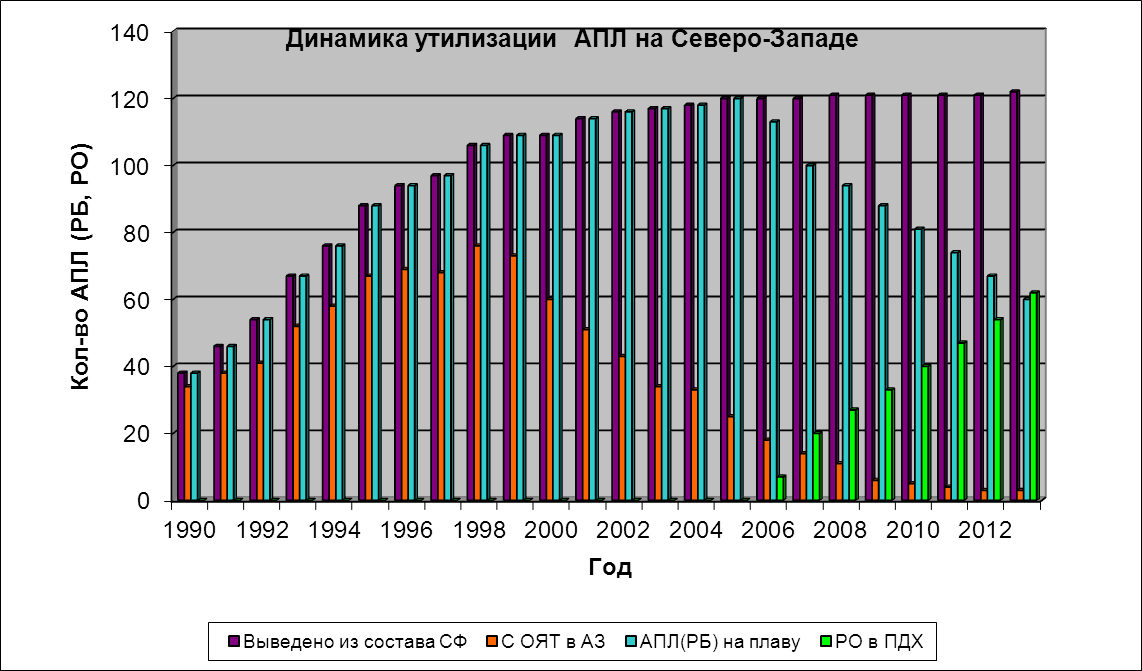 Динамика утилизации АПЛ на Северо-Западе
Кол-во АПЛ (РБ, РО)
140
120
100
80
60
40
20
0
1990 1992 1994 1996 1998 2000 2002 2004 2006 2008 2010 2012
Год
Выведено из состава СФ С ОЯТ в АЗ АПЛ(РБ) на плаву РО в ПДХ